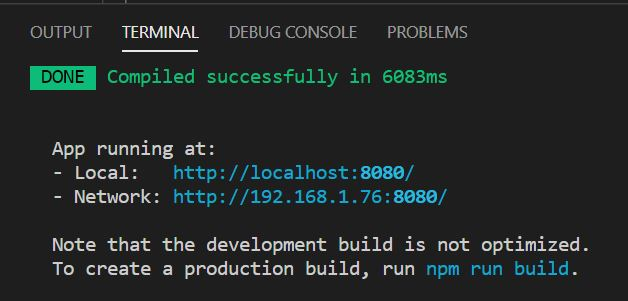 OUTPUT TERMINAL DEBUG CONSOLE PROBLEMS
DONE Compiled successfully in 6083ms
App running at:
- Local: http://localhost:8080/
- Network: http://192.168.1.76:8080/
Note that the development build is not optimized.
To create a production build, run npm run build.